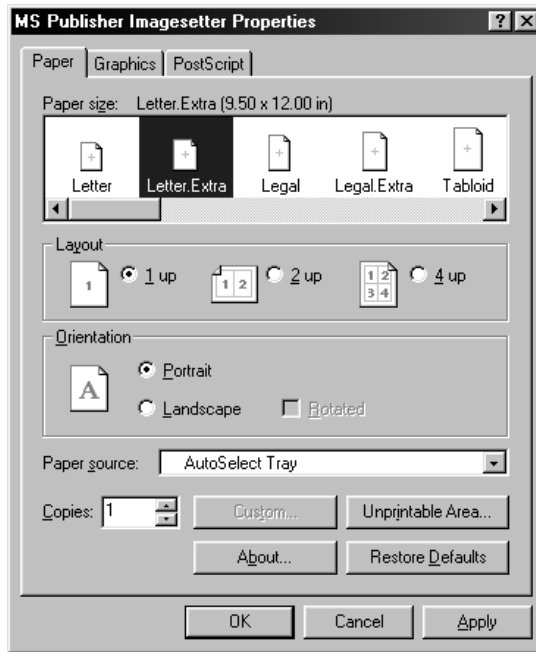 MS Publisher Imagesetter Properties
Paper Graphics PostScript
Paper size: Letter.Extra (9.50 x 12.00 in)
Letter Letter.Extra Legal Legal.Extra Tabloid
Layout
1 1 up 1 2 2 up 1 2 3 4 4 up
Orientation
A Portrait
Landscape Rotated
Paper source: AutoSelect Tray
Copies: 1 Custom... Unprintable Area...
About... Restore Defaults
OK Cancel Apply